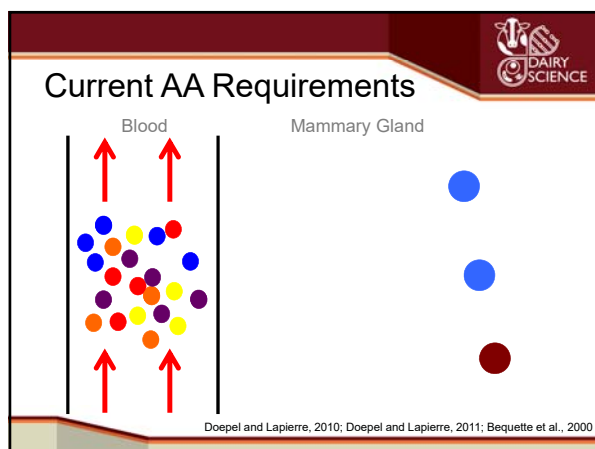 DAIRY
SCIENCE
Current AA Requirements
Blood Mammary Gland
Doepel and Lapierre, 2010; Doepel and Lapierre, 2011; Bequette et al., 2000